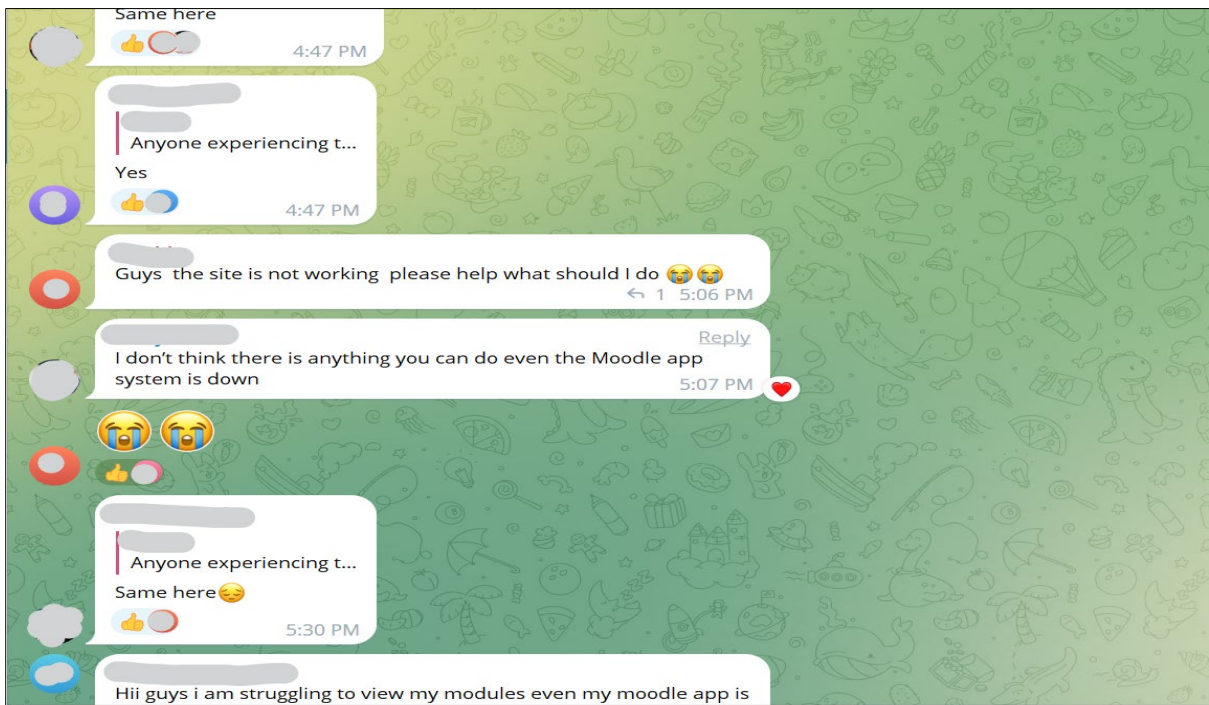 Same here
4:47 PM
Anyone experiencing t...
Yes
4:47 PM
Guys the site is not working please help what should I do 😭😭
1 5:06 PM
Reply
I don't think there is anything you can do even the Moodle app
system is down
5:07 PM
Anyone experiencing t...
Same here😔
5:30 PM
Hii guys i am struggling to view my modules even my moodle app is